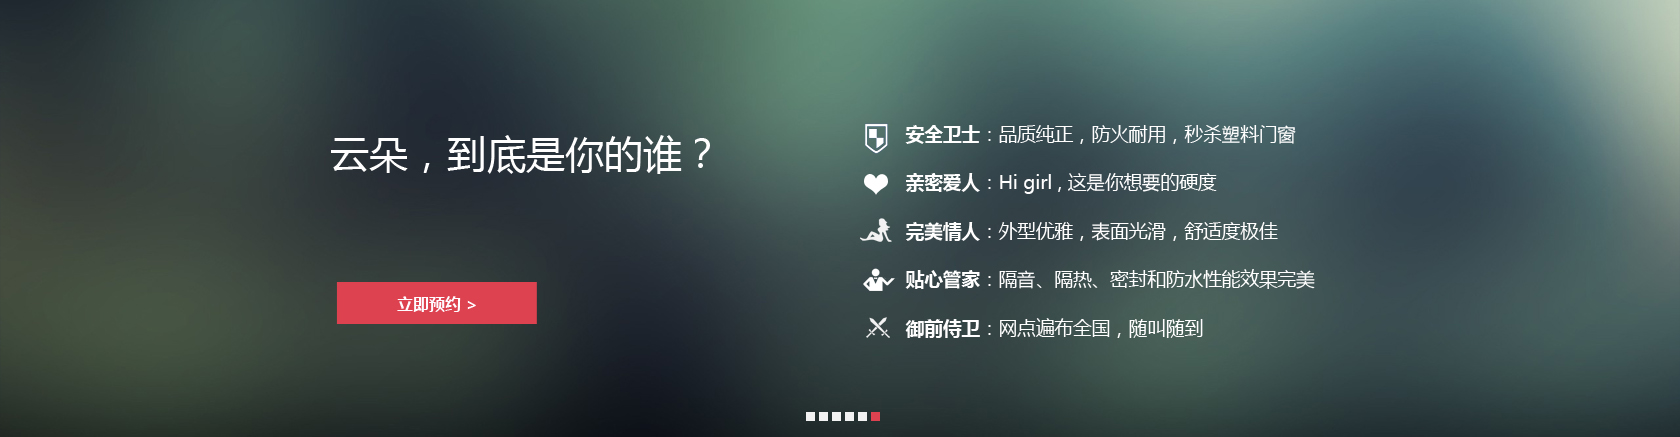 云朵，到底是你的谁？
立即预约 >
安全卫士：品质纯正，防火耐用，秒杀塑料门窗
亲密爱人：Hi girl , 这是你想要的硬度
完美情人：外型优雅，表面光滑，舒适度极佳
贴心管家：隔音、隔热、密封和防水性能效果完美
御前侍卫：网点遍布全国，随叫随到